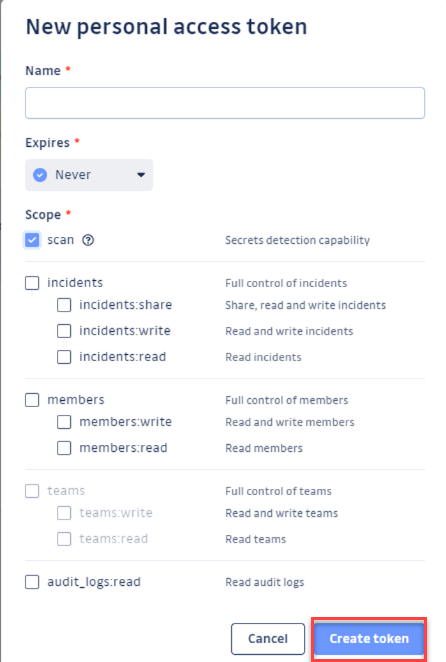 New personal access token
Name *
Expires *
Never
Scope *
scan Secrets detection capability
incidents Full control of incidents
incidents:share Share, read and write incidents
incidents:write Read and write incidents
incidents:read Read incidents
members Full control of members
members:write Read and write members
members:read Read members
teams Full control of teams
teams:write Read and write teams
teams:read Read teams
audit_logs:read Read audit logs
Cancel Create token